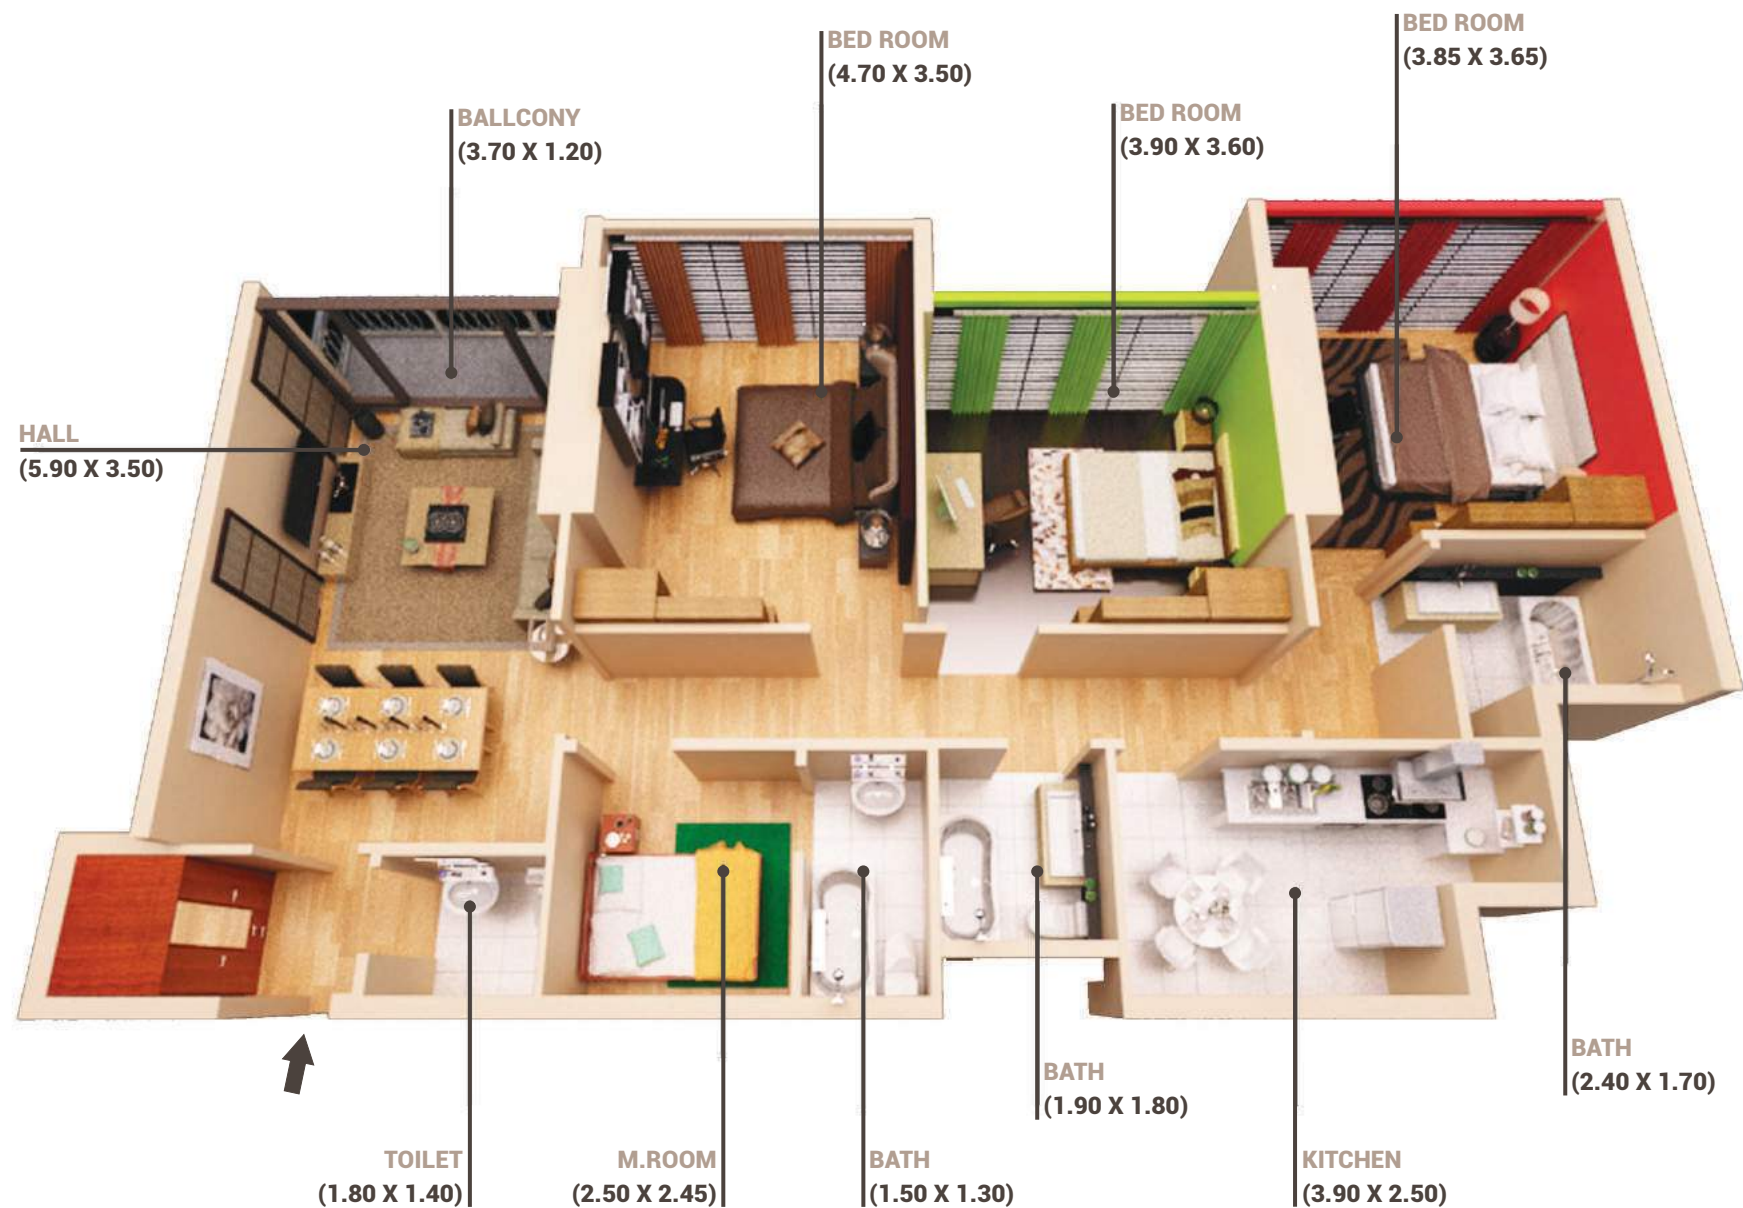 BED ROOM
(3.85 X 3.65)
BED ROOM
(4.70 X 3.50)
BED ROOM
(3.90 X 3.60)
BALLCONY
(3.70 X 1.20)
HALL
(5.90 X 3.50)
BATH
(2.40 X 1.70)
BATH
(1.90 X 1.80)
TOILET
(1.80 X 1.40)
M.ROOM
(2.50 X 2.45)
BATH
(1.50 X 1.30)
KITCHEN
(3.90 X 2.50)